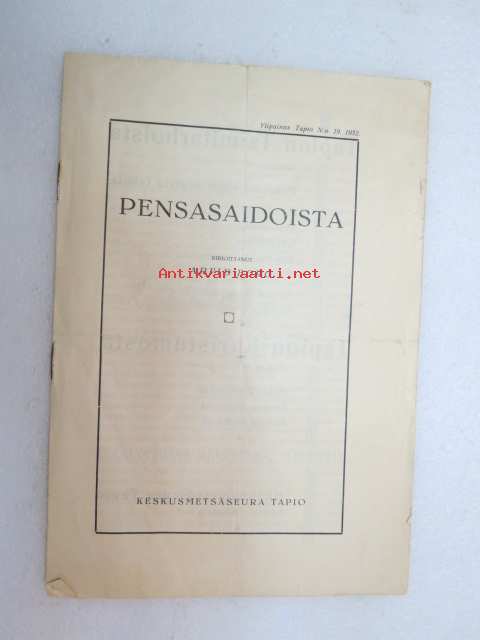 Ylipainos Tapio N:o 19, 1932
PENSASAIDOISTA
KIRJOITTANUT
Antikvariaatti.net
KESKUSMETSÄSEURA TAPIO